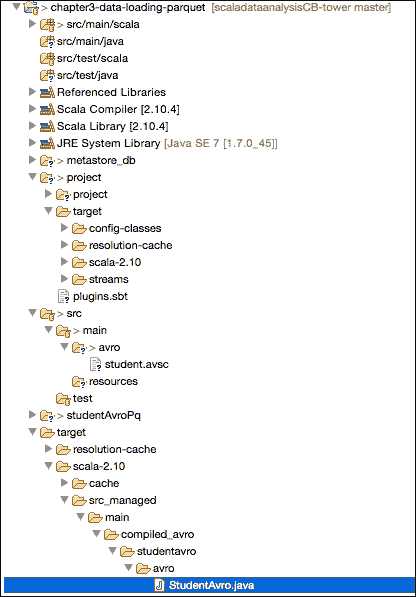 > chapter3-data-loading-parquet [scaladataanalysisCB-tower master]
> src/main/scala
src/main/java
src/test/scala
src/test/java
Referenced Libraries
Scala Compiler [2.10.4]
Scala Library [2.10.4]
JRE System Library [Java SE 7 [1.7.0_45]]
> metastore_db
> project
> project
target
config-classes
resolution-cache
scala-2.10
streams
plugins.sbt
> src
> main
> avro
student.avsc
resources
test
> studentAvroPq
target
resolution-cache
scala-2.10
cache
src_managed
main
compiled_avro
studentavro
avro
StudentAvro.java